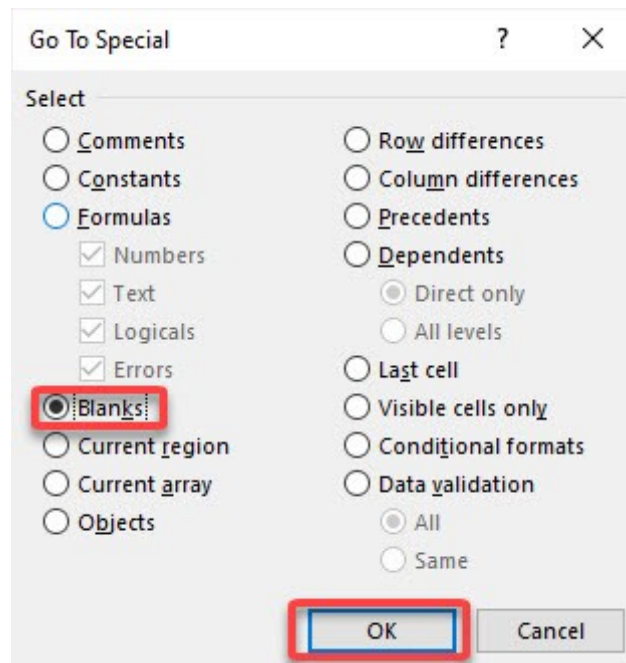 Go To Special ?
Select
Comments
Constants
Formulas
Numbers
Text
Logicals
Errors
Blanks
Current region
Current array
Objects
Row differences
Column differences
Precedents
Dependents
Direct only
All levels
Last cell
Visible cells only
Conditional formats
Data validation
All
Same
OK
Cancel